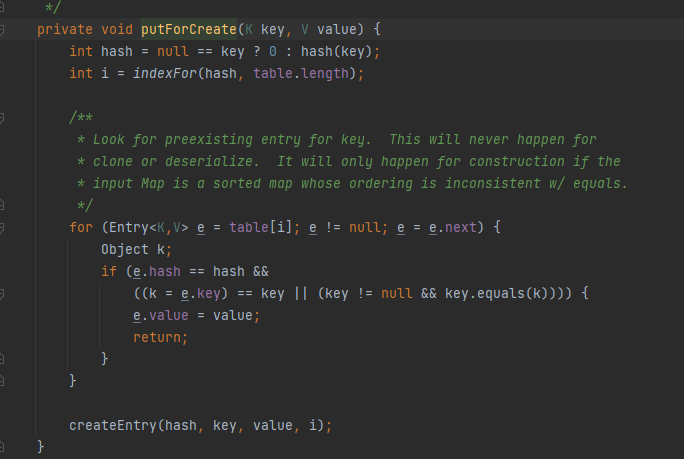 */
private void putForCreate(K key, V value) {
int hash = null == key ? 0 : hash(key);
int i = indexFor(hash, table.length);
/**
* Look for preexisting entry for key.  This will never happen for
* clone or deserialize.  It will only happen for construction if the
* input Map is a sorted map whose ordering is inconsistent w/ equals.
*/
for (Entry<K,V> e = table[i]; e != null; e = e.next) {
Object k;
if (e.hash == hash &&
((k = e.key) == key || (key != null && key.equals(k)))) {
e.value = value;
return;
}
}
createEntry(hash, key, value, i);
}